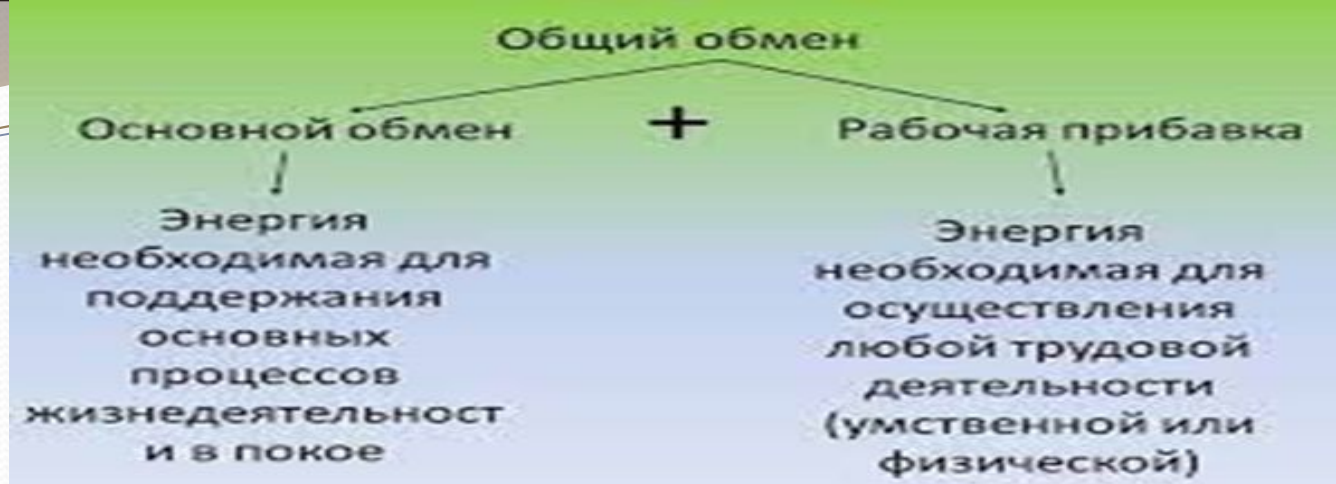 Общий обмен
Основной обмен + Рабочая прибавка
Энергия
необходимая для
поддержания
основных
процессов
жизнедеятельност
и в покое
Энергия
необходимая для
осуществления
любой трудовой
деятельности
(умственной или
физической)